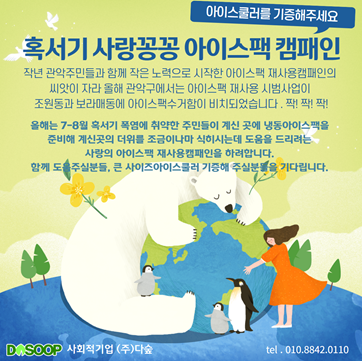 아이스쿨러를 기증해주세요
혹서기 사랑꽁꽁 아이스팩 캠페인
작년 관악주민들과 함께 작은 노력으로 시작한 아이스팩 재사용캠페인의
씨앗이 자라 올해 관악구에서는 아이스팩 재사용 시범사업이
조원동과 보라매동에 아이스팩수거함이 비치되었습니다 . 짝! 짝! 짝!
올해는 7-8월 혹서기 폭염에 취약한 주민들이 계신 곳에 냉동아이스팩을
준비해 계신곳의 더위를 조금이나마 식히시는데 도움을 드리려는
사랑의 아이스팩 재사용캠페인을 하려합니다.
함께 도움주실분들, 큰 사이즈아이스쿨러 기증해 주실분들을 기다립니다.
DASOOP 사회적기업 (주)다숲
tel . 010.8842.0110